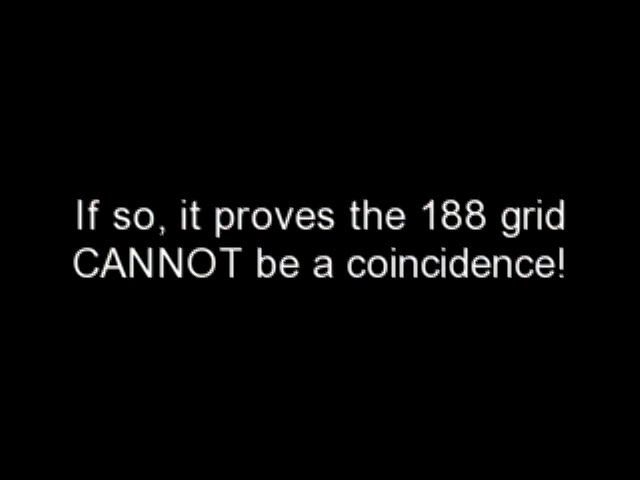 If so, it proves the 188 grid
CANNOT be a coincidence!